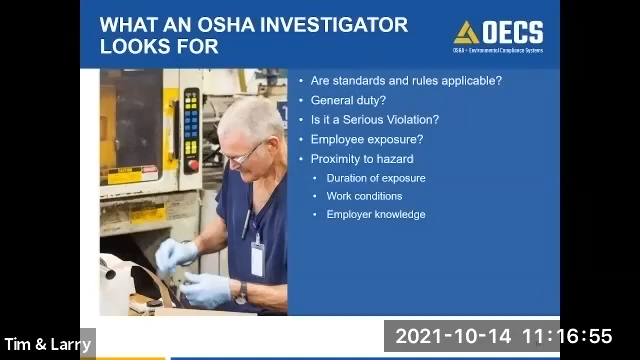 WHAT AN OSHA INVESTIGATOR
LOOKS FOR
OECS
OSHA + Environmental Compliance Systems
• Are standards and rules applicable?
• General duty?
• Is it a Serious Violation?
• Employee exposure?
• Proximity to hazard
• Duration of exposure
• Work conditions
• Employer knowledge
Tim & Larry
2021-10-14 11:16:55